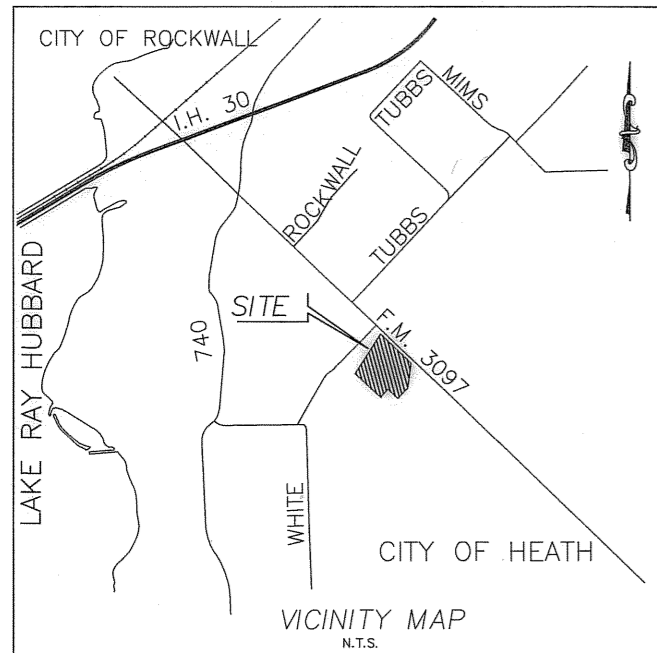 CITY OF ROCKWALL
I.H. 30
TUBBS
MIMS
ROCKWALL
TUBBS
SITE
F.M. 3097
740
LAKE RAY HUBBARD
WHITE
CITY OF HEATH
VICINITY MAP
N.T.S.